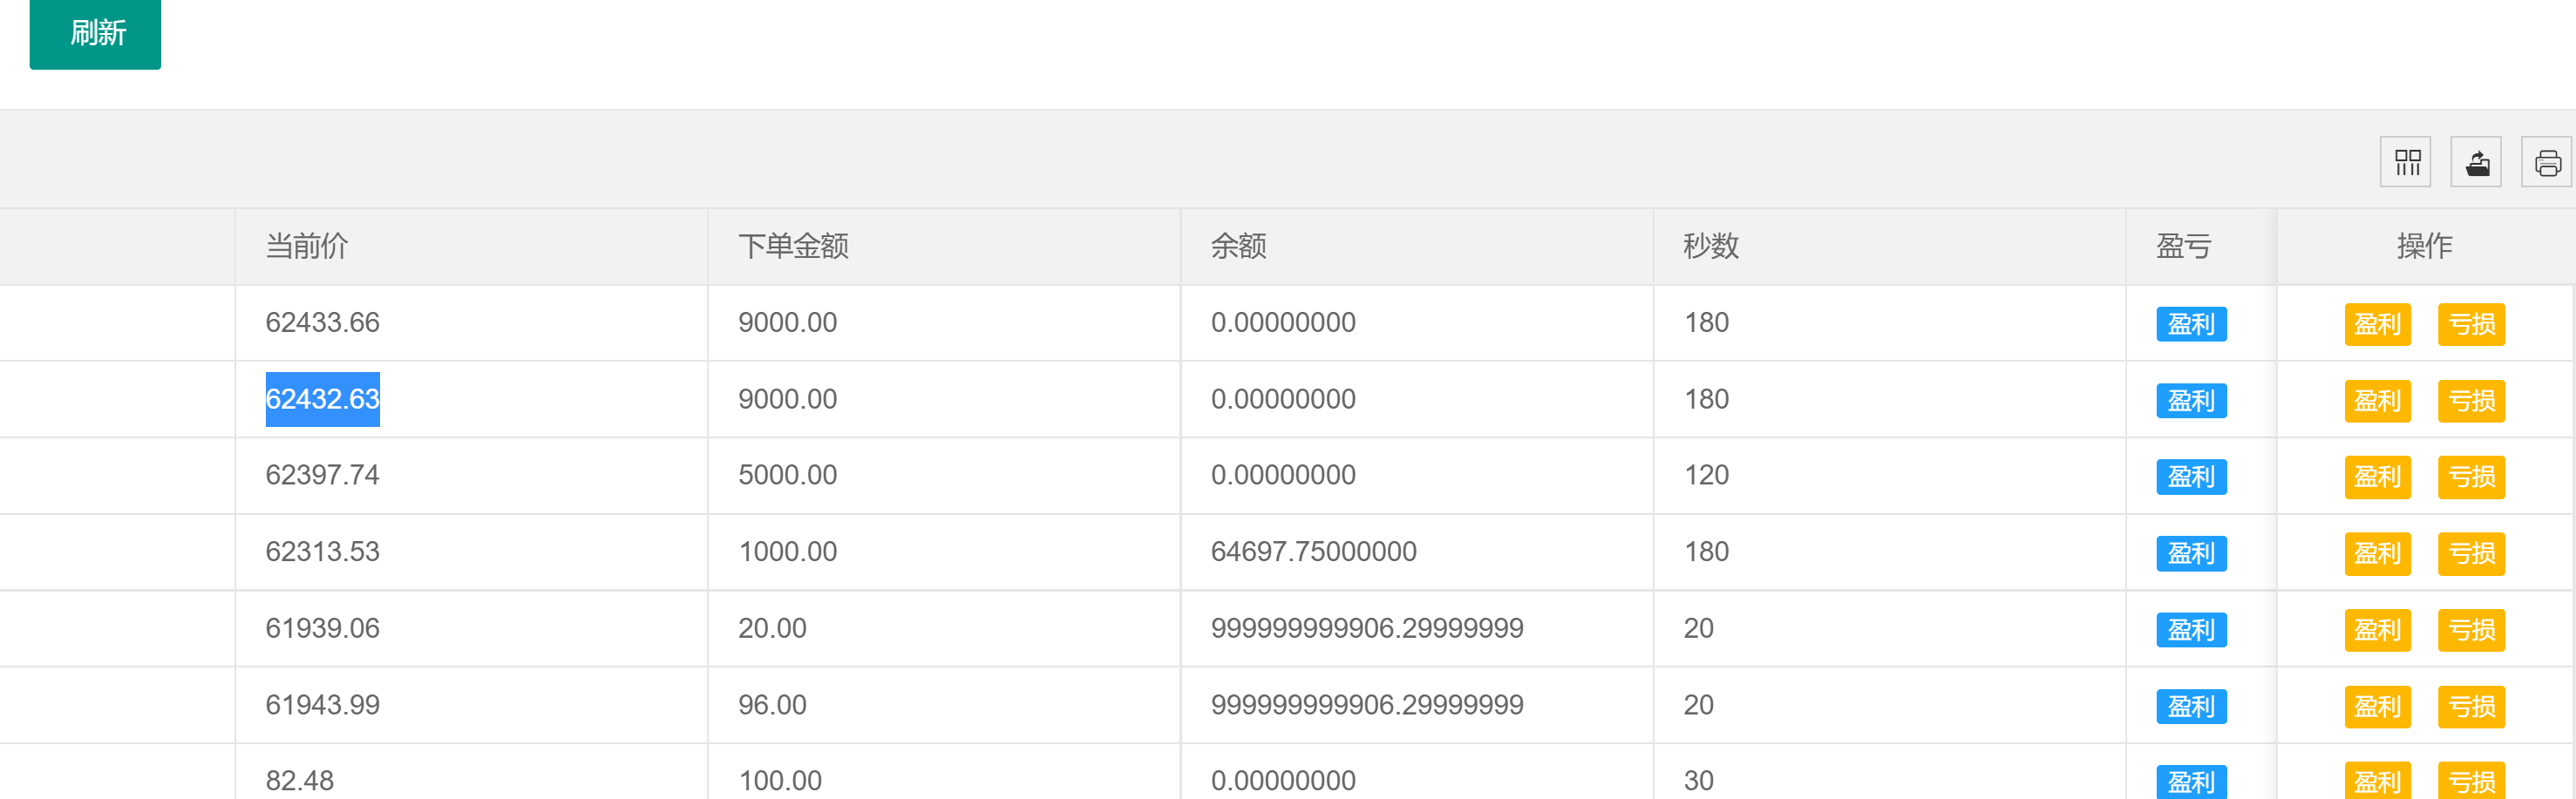 刷新
当前价 下单金额 余额 秒数 盈亏 操作
62433.66 9000.00 0.00000000 180 盈利 盈利 亏损
62432.63 9000.00 0.00000000 180 盈利 盈利 亏损
62397.74 5000.00 0.00000000 120 盈利 盈利 亏损
62313.53 1000.00 64697.75000000 180 盈利 盈利 亏损
61939.06 20.00 999999999906.29999999 20 盈利 盈利 亏损
61943.99 96.00 999999999906.29999999 20 盈利 盈利 亏损
82.48 100.00 0.00000000 30 盈利 盈利 亏损